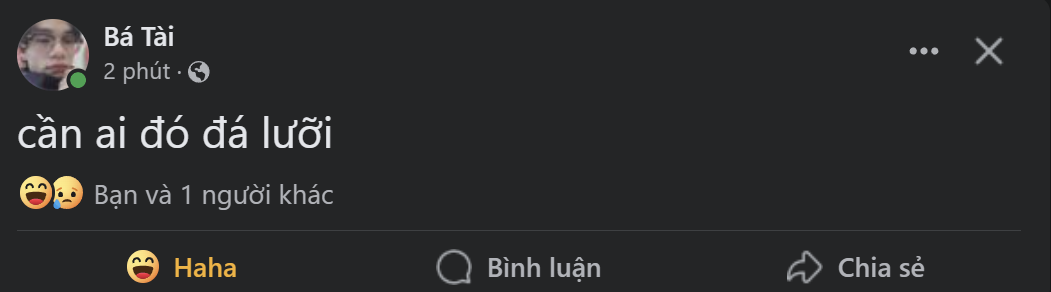 Bá Tài
2 phút ·
cần ai đó đá lưỡi
Bạn và 1 người khác
Haha Bình luận Chia sẻ